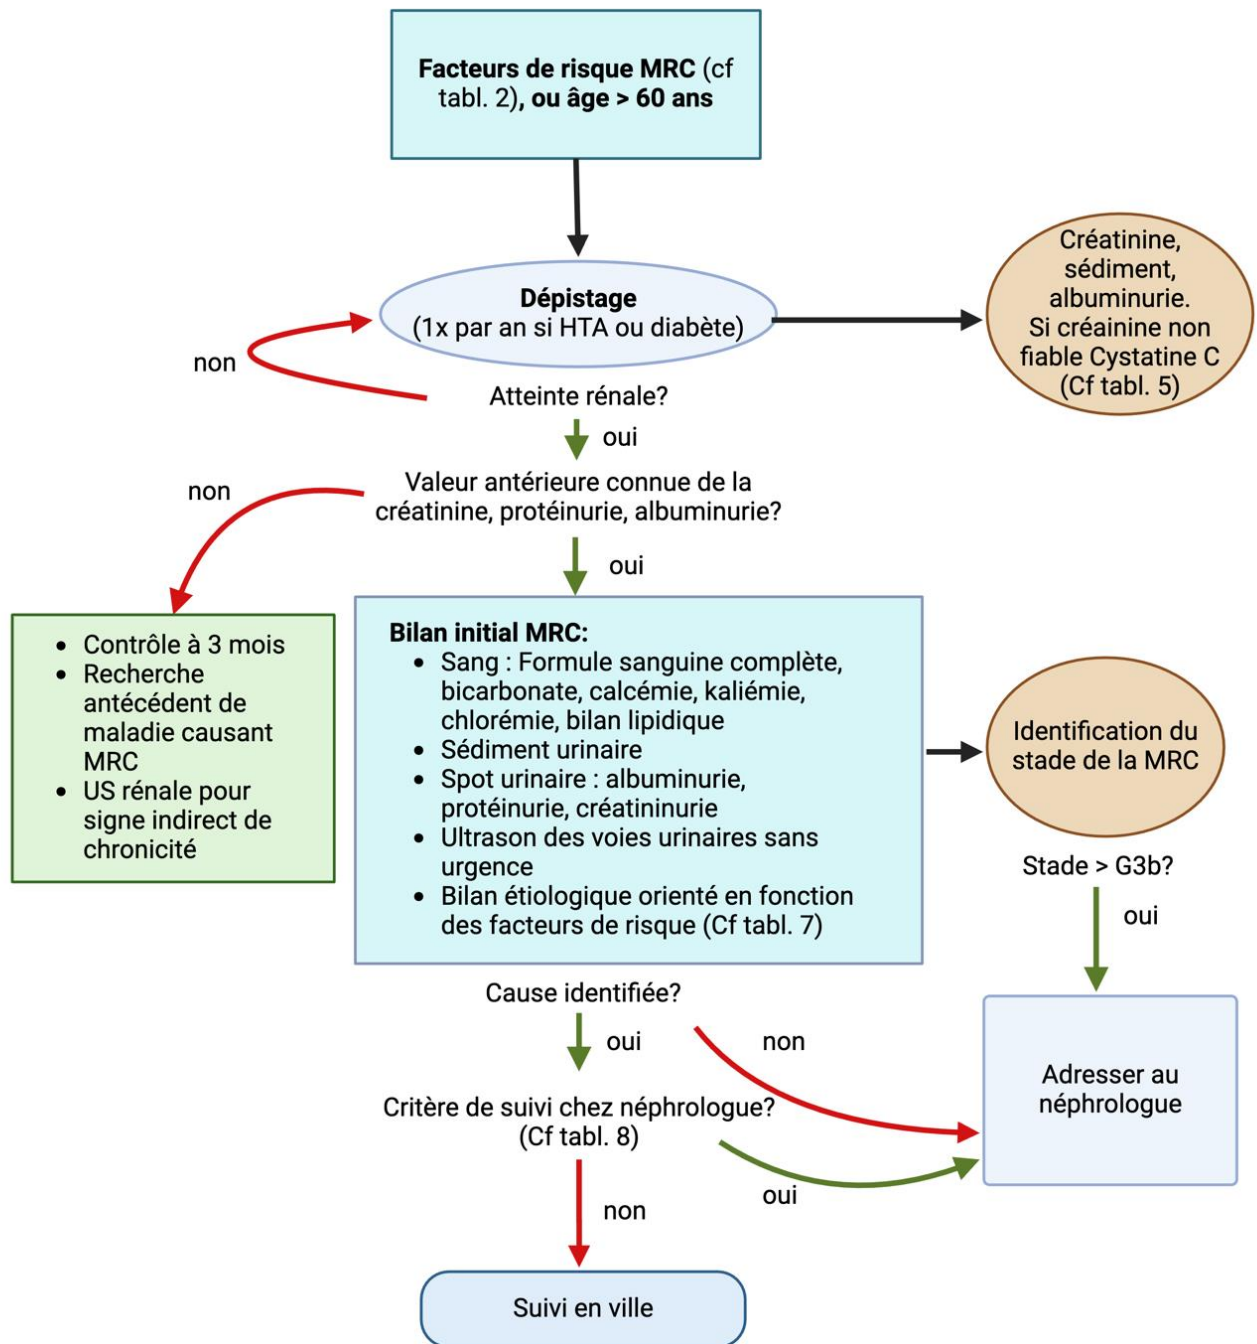 Facteurs de risque MRC (cf
tabl. 2), ou âge > 60 ans
Dépistage
(1x par an si HTA ou diabète)
Créatinine,
sédiment,
albuminurie.
Si créainine non
fiable Cystatine C
(Cf tabl. 5)
non
Atteinte rénale?
oui
Valeur antérieure connue de la
créatinine, protéinurie, albuminurie?
non
oui
• Contrôle à 3 mois
• Recherche
antécédent de
maladie causant
MRC
• US rénale pour
signe indirect de
chronicité
Bilan initial MRC:
• Sang : Formule sanguine complète,
bicarbonate, calcémie, kaliémie,
chlorémie, bilan lipidique
• Sédiment urinaire
• Spot urinaire : albuminurie,
protéinurie, créatininurie
• Ultrason des voies urinaires sans
urgence
• Bilan étiologique orienté en fonction
des facteurs de risque (Cf tabl. 7)
Identification du
stade de la MRC
Stade > G3b?
oui
Cause identifiée?
oui
non
Adresser au
néphrologue
Critère de suivi chez néphrologue?
(Cf tabl. 8)
oui
non
Suivi en ville